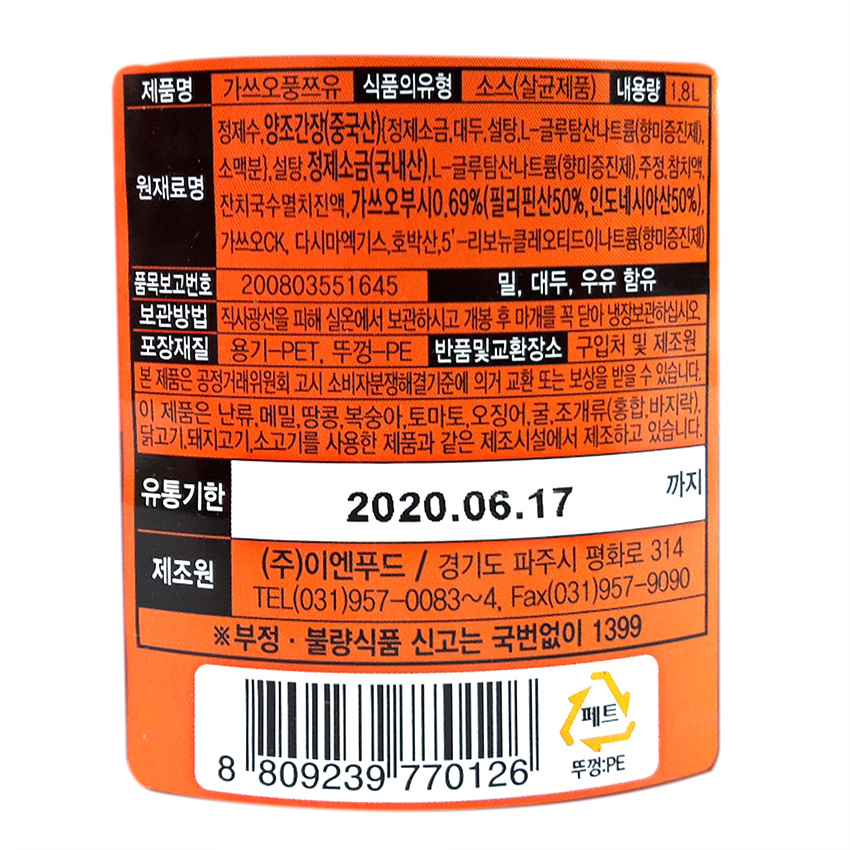 제품명 가쓰오풍쯔유 식품의유형 소스(살균제품) 내용량 1.8L
원재료명
정제수,양조간장(중국산){정제소금,대두,설탕,L-글루탐산나트륨(향미증진제),
소맥분},설탕,정제소금(국내산),L-글루탐산나트륨(향미증진제),주정,참치액,
잔치국수멸치진액,가쓰오부시0.69%(필리핀산50%,인도네시아산50%),
가쓰오CK, 다시마엑기스,호박산,5'-리보뉴클레오티드이나트륨(향미증진제)
품목보고번호 200803551645 밀, 대두, 우유 함유
보관방법 직사광선을 피해 실온에서 보관하시고 개봉 후 마개를 꼭 닫아 냉장보관하십시오
포장재질 용기-PET, 뚜껑-PE 반품및교환장소 구입처 및 제조원
본 제품은 공정거래위원회 고시 소비자분쟁해결기준에 의거 교환 또는 보상을 받을 수 있습니다.
이 제품은 난류,메밀,땅콩,복숭아,토마토,오징어,굴,조개류(홍합,바지락),
닭고기,돼지고기,소고기를 사용한 제품과 같은 제조시설에서 제조하고 있습니다.
유통기한 2020.06.17 까지
제조원 (주)이엔푸드 / 경기도 파주시 평화로 314
TEL(031)957-0083~4, Fax(031)957-9090
※부정·불량식품 신고는 국번없이 1399
페트
뚜껑:PE
8 809239 770126